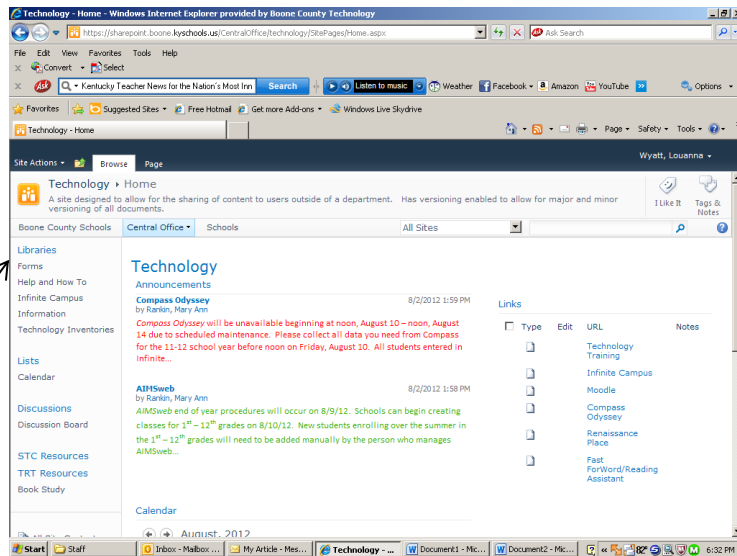 Technology - Home - Windows Internet Explorer provided by Boone County Technology
https://sharepoint.boone.kyschools.us/CentralOffice/technology/SitePages/Home.aspx
Ask Search
File Edit View Favorites Tools Help
x Convert Select
x Ask Kentucky Teacher News for the Nation's Most Inn Search Listen to music Weather Facebook Amazon YouTube Options
Favorites Suggested Sites Free Hotmail Get more Add-ons Windows Live Skydrive
Technology - Home Page Safety Tools
Wyatt, Louanna
Site Actions Browse Page
Technology Home
A site designed to allow for the sharing of content to users outside of a department. Has versioning enabled to allow for major and minor
versioning of all documents.
I Like It Tags &
Notes
Boone County Schools Central Office Schools All Sites
Libraries
Forms
Help and How To
Infinite Campus
Information
Technology Inventories
Lists
Calendar
Discussions
Discussion Board
STC Resources
TRT Resources
Book Study
Technology
Announcements
Compass Odyssey 8/2/2012 1:59 PM
by Rankin, Mary Ann
Compass Odyssey will be unavailable beginning at noon, August 10 – noon, August
14 due to scheduled maintenance. Please collect all data you need from Compass
for the 11-12 school year before noon on Friday, August 10. All students entered in
infinite...
AIMSweb 8/2/2012 1:58 PM
by Rankin, Mary Ann
AIMSweb end of year procedures will occur on 8/9/12. Schools can begin creating
classes for 1st – 12th grades on 8/10/12. New students enrolling over the summer in
the 1st – 12th grades will need to be added manually by the person who manages
AIMSweb...
Calendar
August, 2012
Links
Type Edit URL Notes
Technology
Training
Infinite Campus
Moodle
Compass
Odyssey
Renaissance
Place
Fast
ForWord/Reading
Assistant
Start Staff Inbox - Mailbox ... My Article - Mes... Technology - ... Document1 - Mic... Document2 - Mic... 82° 6:32 PM